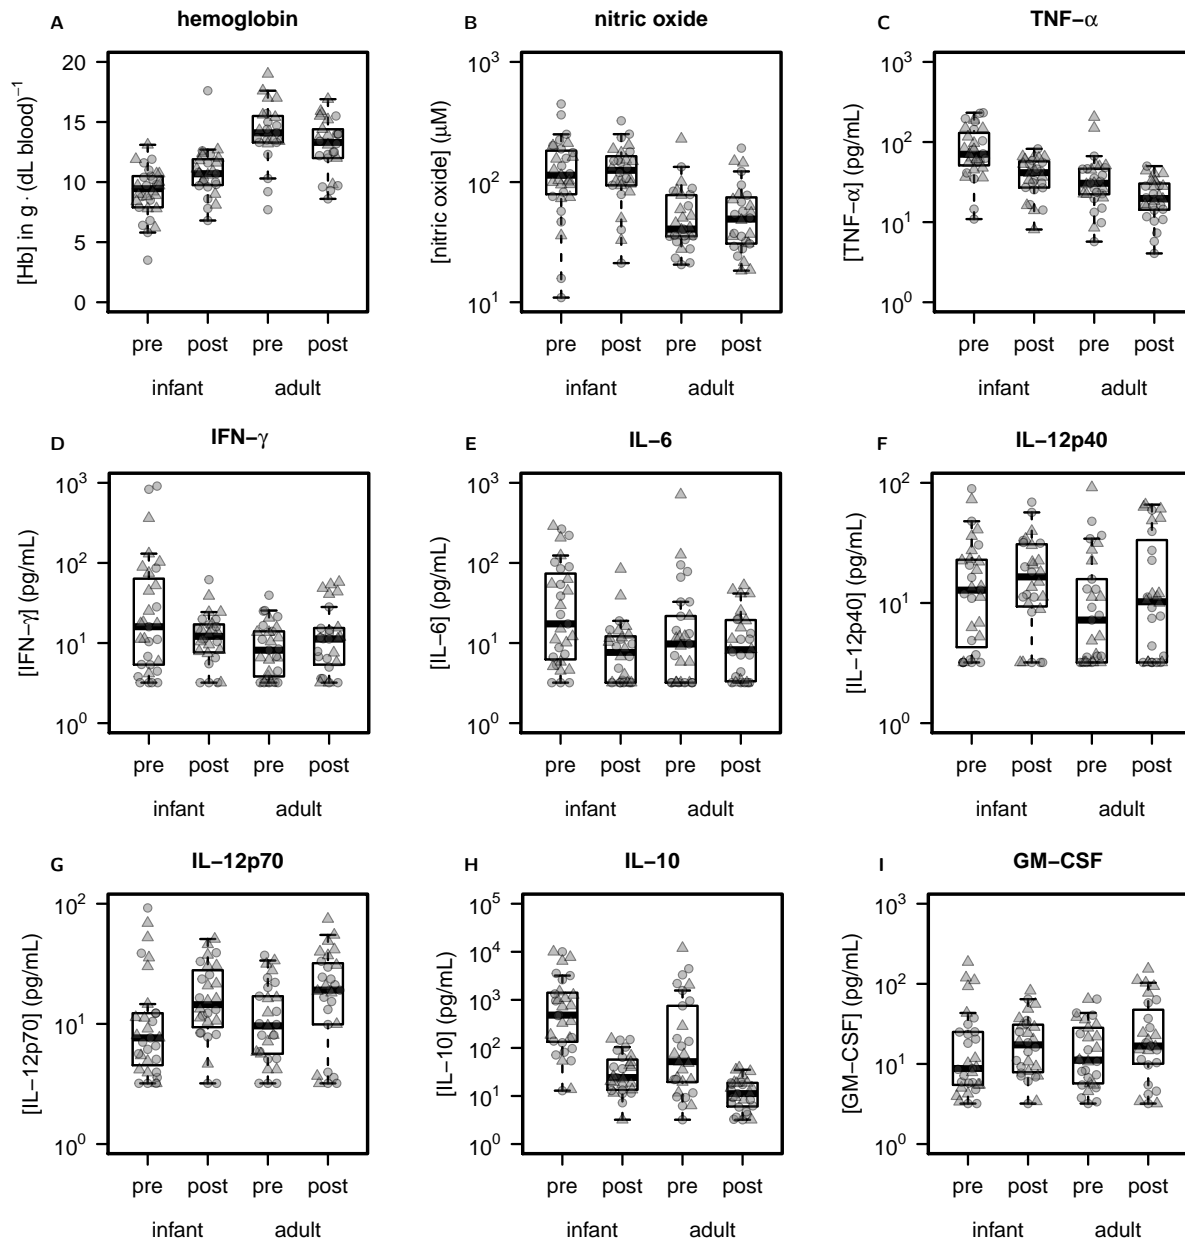 A hemoglobin
[Hb] in g · (dL blood)⁻¹
20
15
10
5
0
pre post pre post
infant adult
B nitric oxide
[nitric oxide] (μM)
10³
10²
10¹
pre post pre post
infant adult
C TNF−α
[TNF−α] (pg/mL)
10³
10²
10¹
10⁰
pre post pre post
infant adult
D IFN−γ
[IFN−γ] (pg/mL)
10³
10²
10¹
10⁰
pre post pre post
infant adult
E IL−6
[IL−6] (pg/mL)
10³
10²
10¹
10⁰
pre post pre post
infant adult
F IL−12p40
[IL−12p40] (pg/mL)
10²
10¹
10⁰
pre post pre post
infant adult
G IL−12p70
[IL−12p70] (pg/mL)
10²
10¹
10⁰
pre post pre post
infant adult
H IL−10
[IL−10] (pg/mL)
10⁵
10⁴
10³
10²
10¹
10⁰
pre post pre post
infant adult
I GM−CSF
[GM−CSF] (pg/mL)
10³
10²
10¹
10⁰
pre post pre post
infant adult